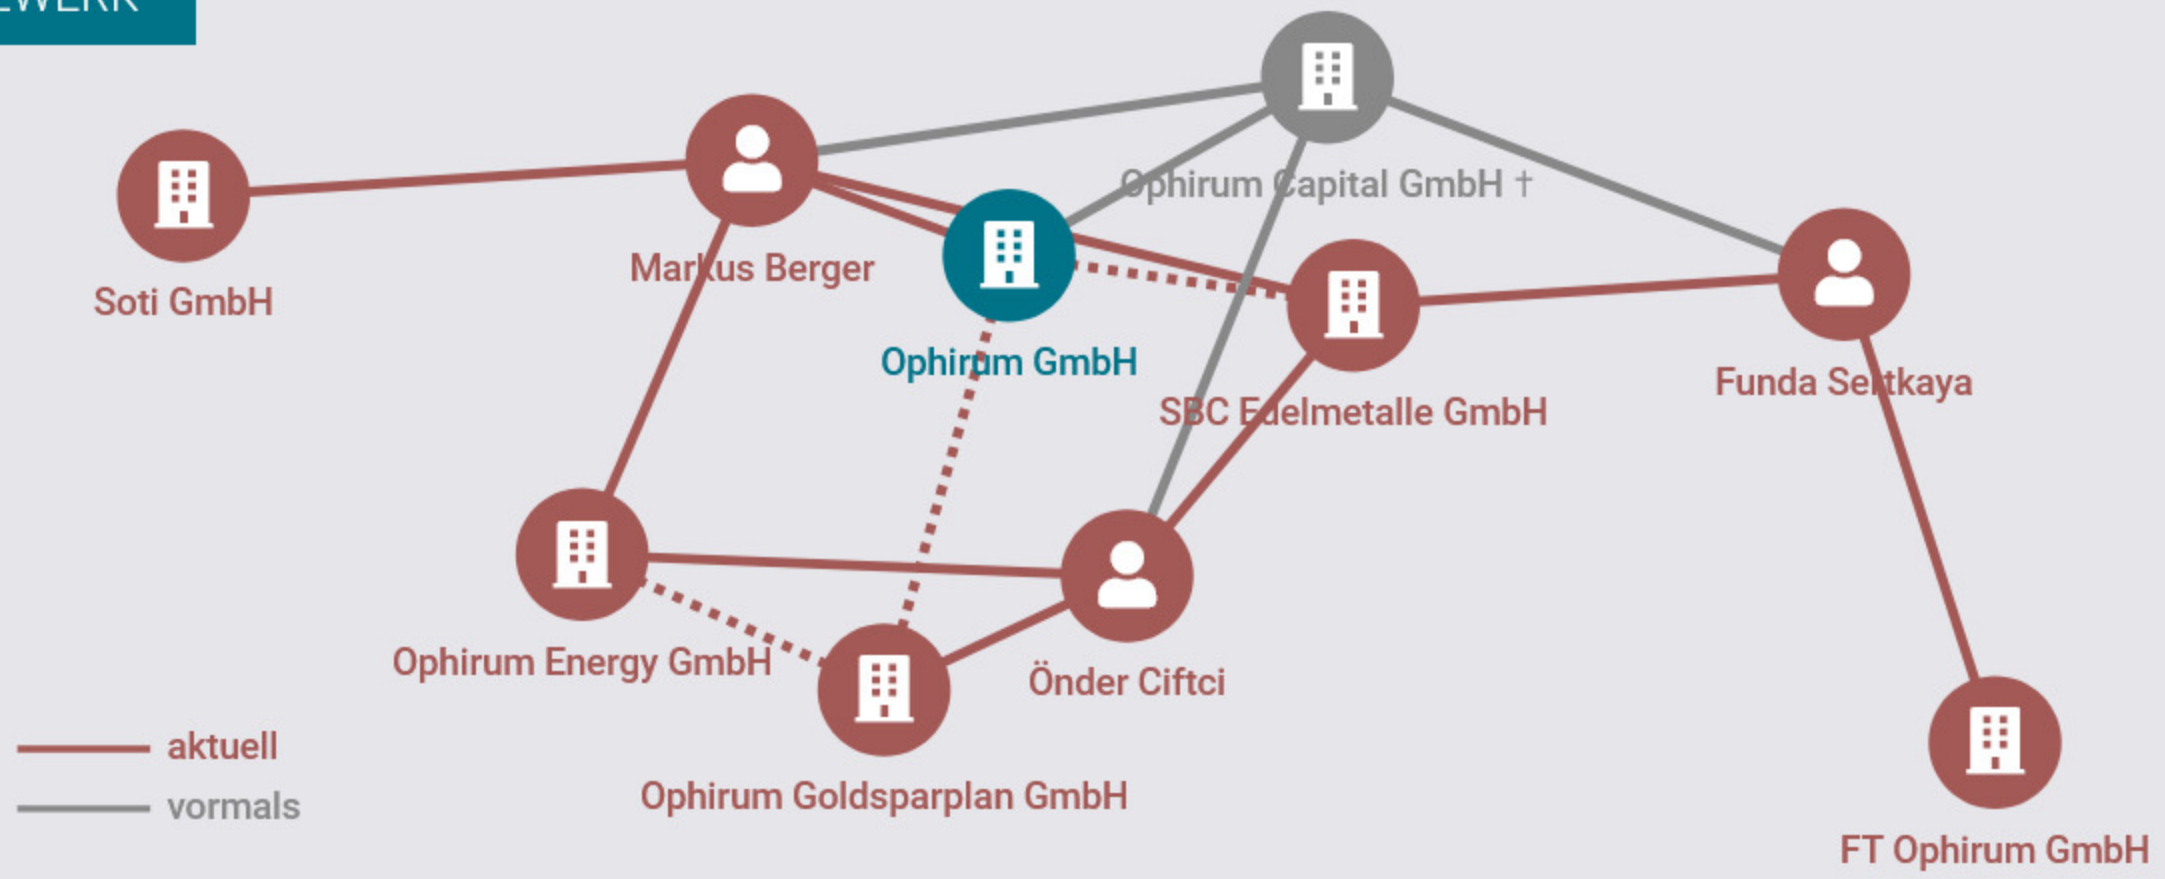 Ophirum Capital GmbH †
Markus Berger
Soti GmbH
Ophirum GmbH
Funda Sertkaya
SBC Edelmetalle GmbH
Ophirum Energy GmbH
Önder Ciftci
aktuell
Ophirum Goldsparplan GmbH
vormals
FT Ophirum GmbH